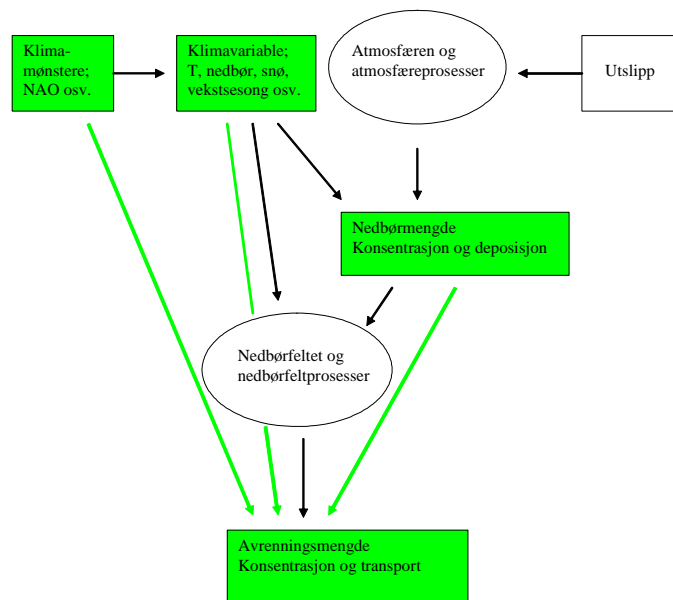 Klima-
mønstere;
NAO osv.
Klimavariable;
T, nedbør, snø,
vekstsesong osv.
Atmosfæren og
atmosfæreprosesser
Utslipp
Nedbørmengde
Konsentrasjon og deposisjon
Nedbørfeltet og
nedbørfeltprosesser
Avrenningsmengde
Konsentrasjon og transport